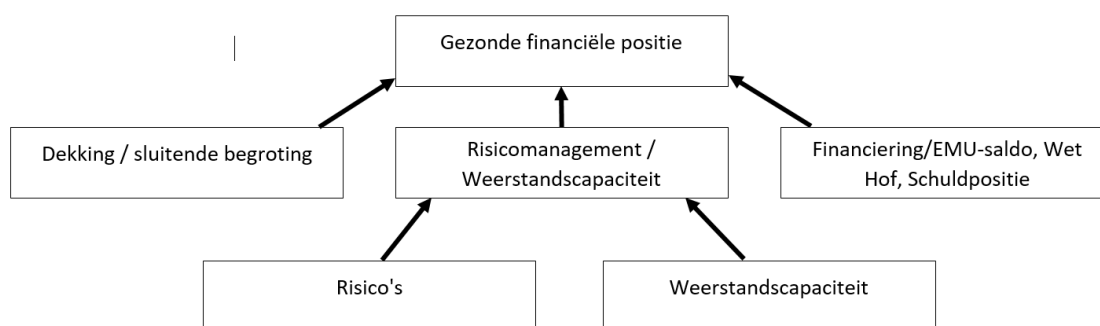 Gezonde financiële positie
Dekking / sluitende begroting
Risicomanagement /
Weerstandscapaciteit
Financiering/EMU-saldo, Wet
Hof, Schuldpositie
Risico's
Weerstandscapaciteit